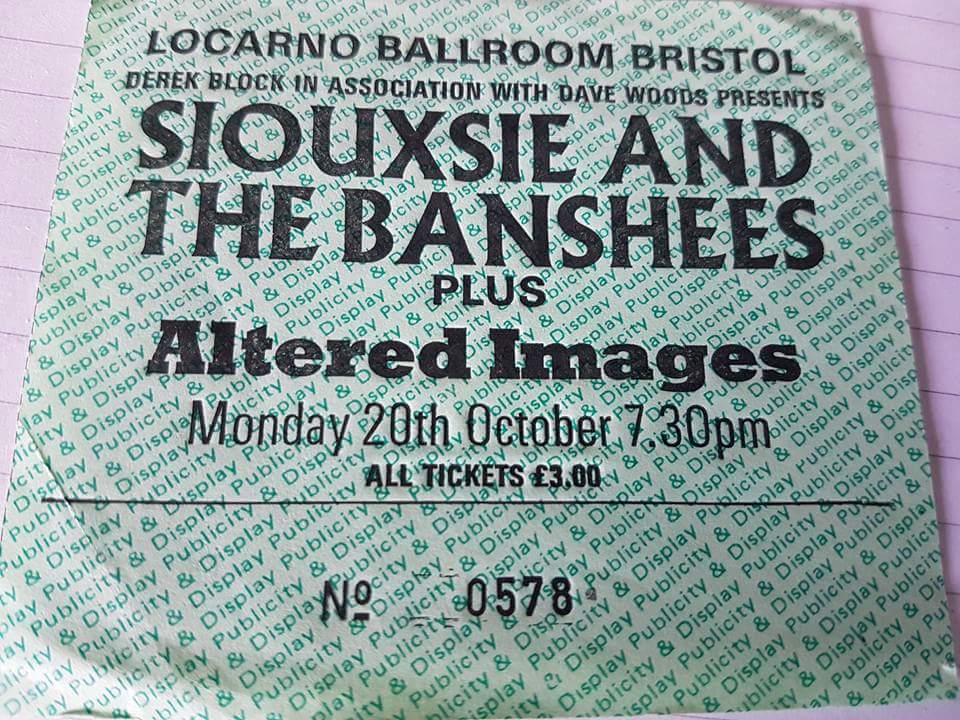 LOCARNO BALLROOM BRISTOL
DEREK BLOCK IN ASSOCIATION WITH DAVE WOODS PRESENTS
SIOUXSIE AND
THE BANSHEES
PLUS
Altered Images
Monday 20th October 7.30pm
ALL TICKETS £3.00
Nº 0578